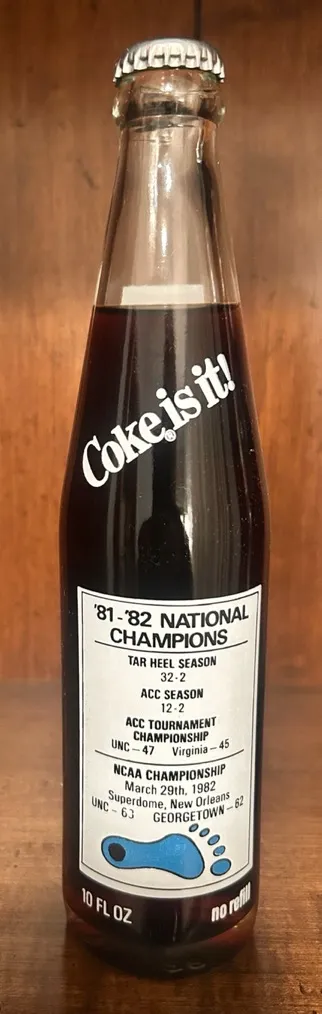 Coke® is it!
'81-'82 NATIONAL
CHAMPIONS
TAR HEEL SEASON
32-2
ACC SEASON
12-2
ACC TOURNAMENT
CHAMPIONSHIP
UNC - 47 Virginia - 45
NCAA CHAMPIONSHIP
March 29th, 1982
Superdome, New Orleans
UNC - 63 GEORGETOWN - 62
10 FL OZ no refill